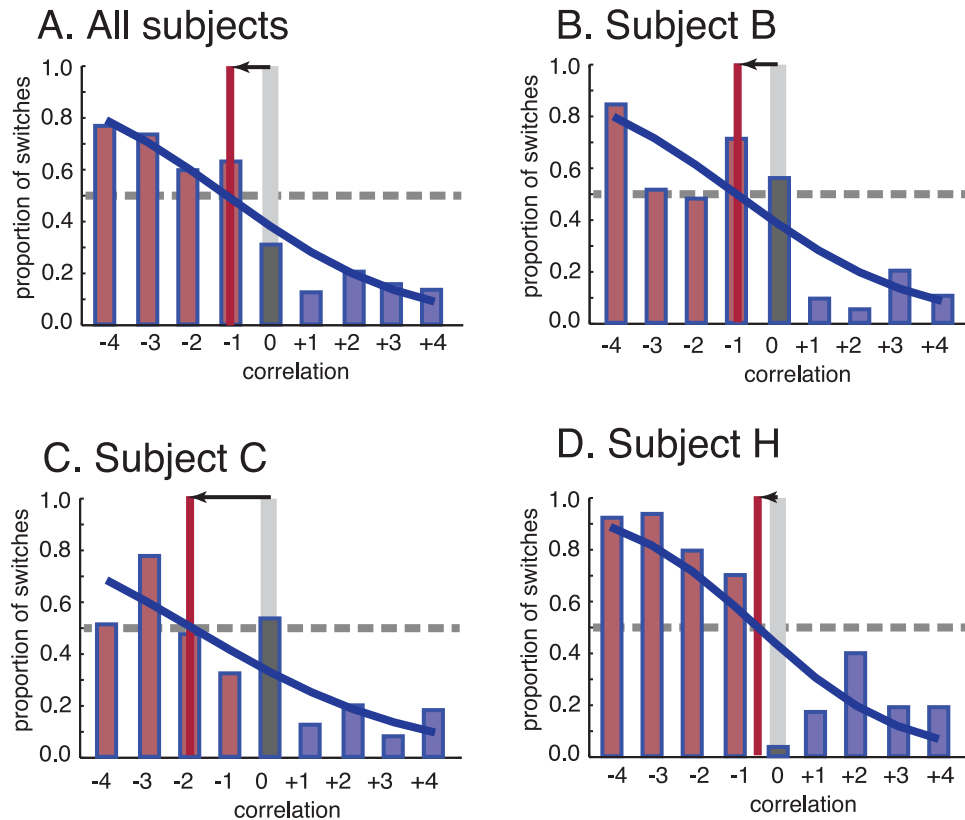 A. All subjects
1.0
0.8
0.6
0.4
0.2
0.0
proportion of switches
-4 -3 -2 -1 0 +1 +2 +3 +4
correlation
B. Subject B
1.0
0.8
0.6
0.4
0.2
0.0
proportion of switches
-4 -3 -2 -1 0 +1 +2 +3 +4
correlation
C. Subject C
1.0
0.8
0.6
0.4
0.2
0.0
proportion of switches
-4 -3 -2 -1 0 +1 +2 +3 +4
correlation
D. Subject H
1.0
0.8
0.6
0.4
0.2
0.0
proportion of switches
-4 -3 -2 -1 0 +1 +2 +3 +4
correlation